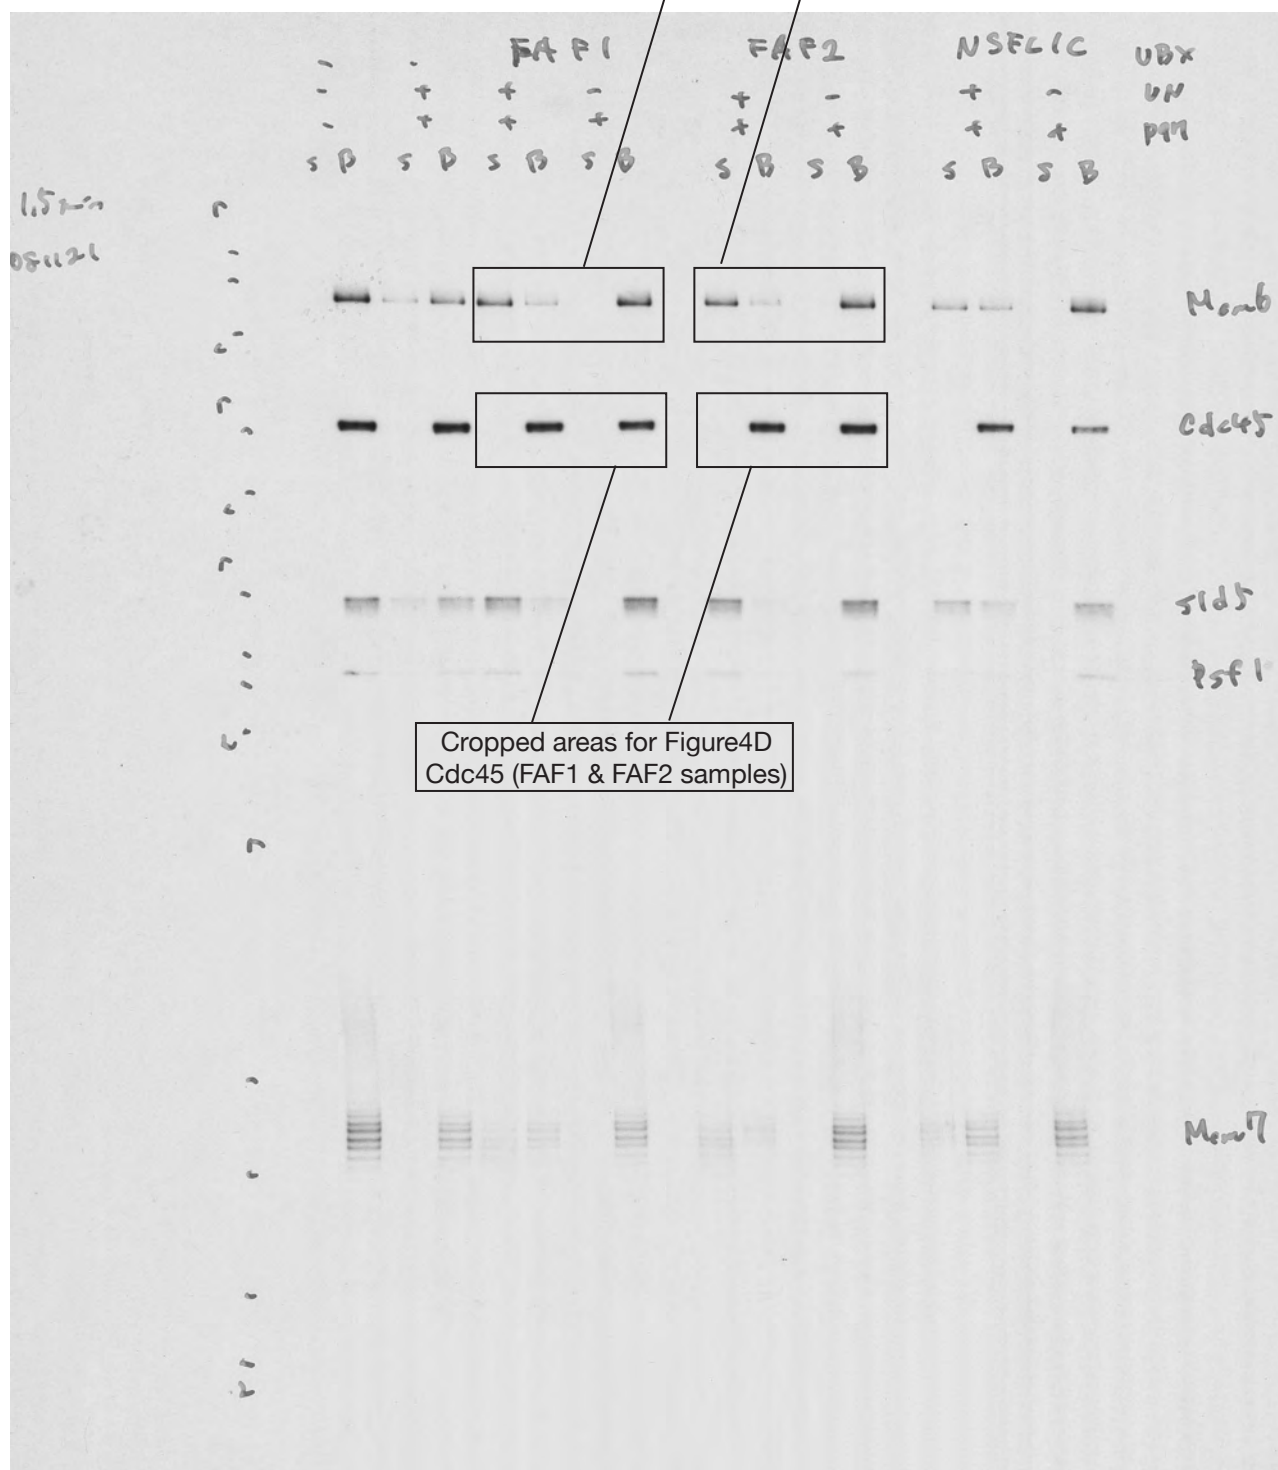 FAF1 FAF2 NSFL1C UBX
- - + + + - + - + - UN
- + + + + + + + p97
S B S B S B S B S B S B S B S B
1.5 min
081121
Mcm6
Cdc45
Sld5
Psf1
Cropped areas for Figure4D
Cdc45 (FAF1 & FAF2 samples)
Mcm7